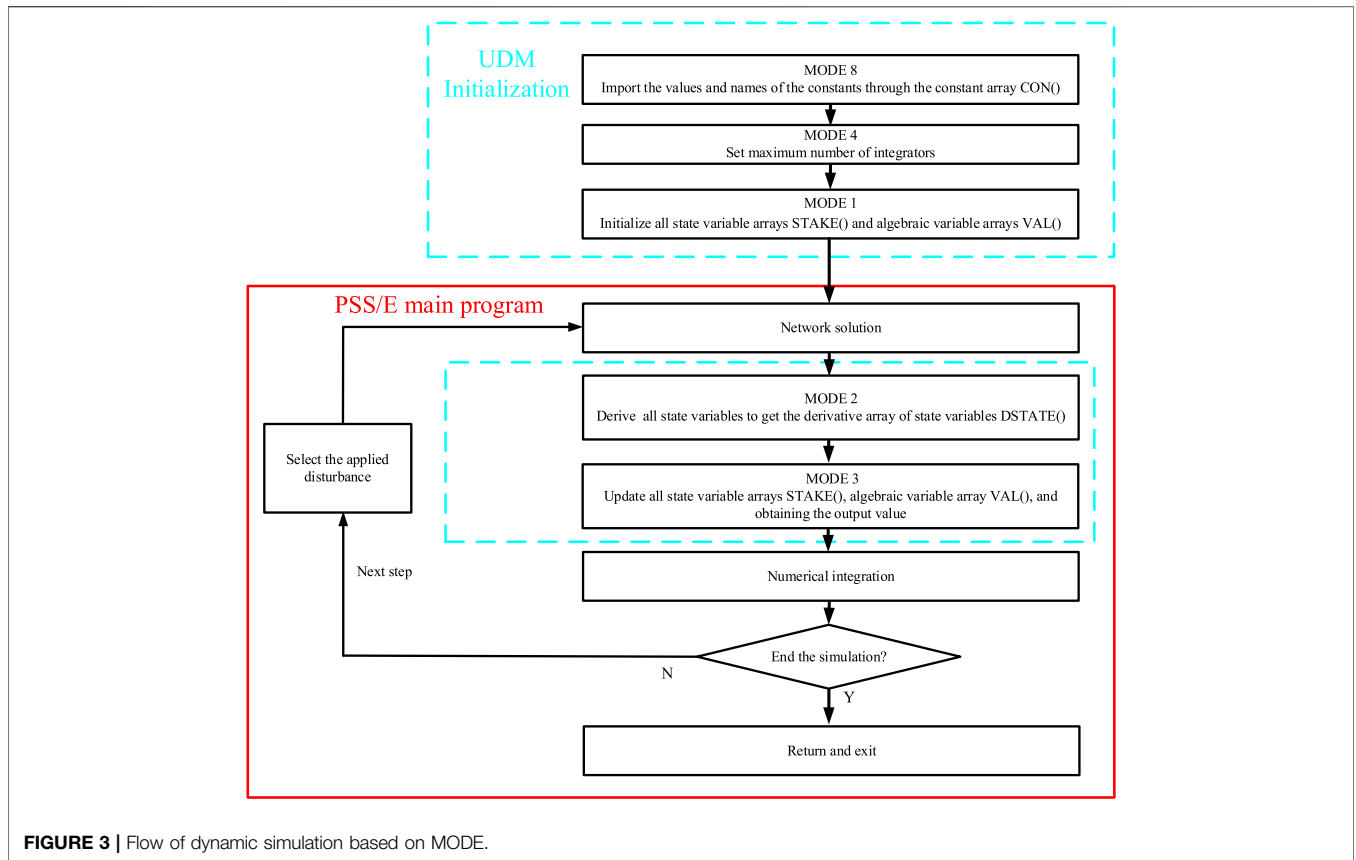 UDM
Initialization
MODE 8
Import the values and names of the constants through the constant array CON()
MODE 4
Set maximum number of integrators
MODE 1
Initialize all state variable arrays STAKE() and algebraic variable arrays VAL()
PSS/E main program
Network solution
MODE 2
Derive all state variables to get the derivative array of state variables DSTATE()
Select the applied
disturbance
MODE 3
Update all state variable arrays STAKE(), algebraic variable array VAL(), and
obtaining the output value
Next step
Numerical integration
End the simulation?
N
Y
Return and exit
FIGURE 3 | Flow of dynamic simulation based on MODE.